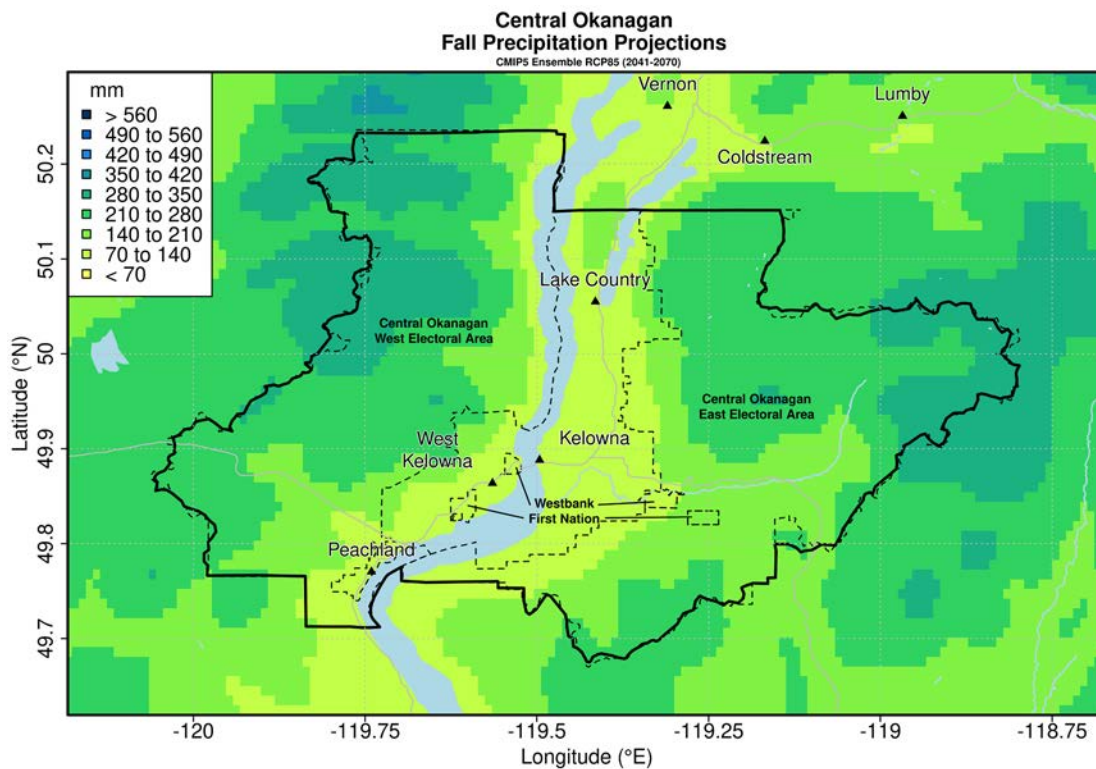 Central Okanagan
Fall Precipitation Projections
CMIP5 Ensemble RCP85 (2041-2070)
mm
> 560
490 to 560
420 to 490
350 to 420
280 to 350
210 to 280
140 to 210
70 to 140
< 70
Vernon
Lumby
Coldstream
Lake Country
Central Okanagan
West Electoral Area
Central Okanagan
East Electoral Area
West
Kelowna
Kelowna
Westbank
First Nation
Peachland
50.2
50.1
50
49.9
49.8
49.7
Latitude (°N)
-120
-119.75
-119.5
-119.25
-119
-118.75
Longitude (°E)